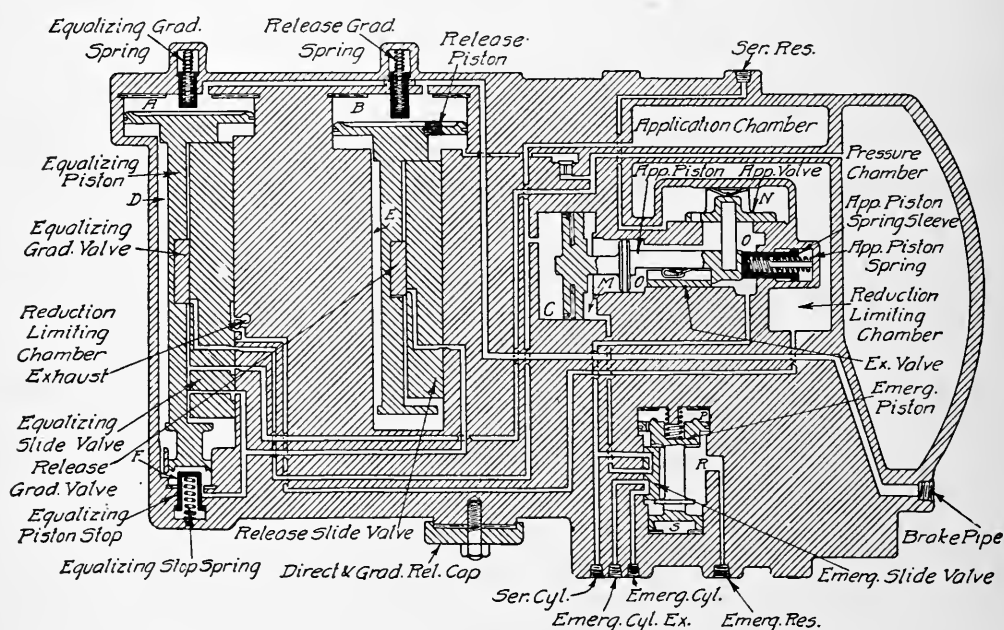 Equalizing Grad.
Spring
Release Grad.
Spring
Release
Piston
Ser. Res.
A
B
Application Chamber
Pressure
Chamber
App. Piston
App. Valve
N
App. Piston
Spring Sleeve
App. Piston
Spring
Equalizing
Piston
D
E
O
Equalizing
Grad. Valve
M
O
C
Reduction
Limiting
Chamber
Reduction
Limiting
Chamber
Exhaust
Ex. Valve
Emerg.
Piston
P
Equalizing
Slide Valve
R
Release
Grad. Valve
F
Equalizing
Piston Stop
S
Release Slide Valve
Brake Pipe
Equalizing Stop Spring
Direct & Grad. Rel. Cap
Emerg. Slide Valve
Ser. Cyl.
Emerg. Cyl.
Emerg. Cyl. Ex.
Emerg. Res.